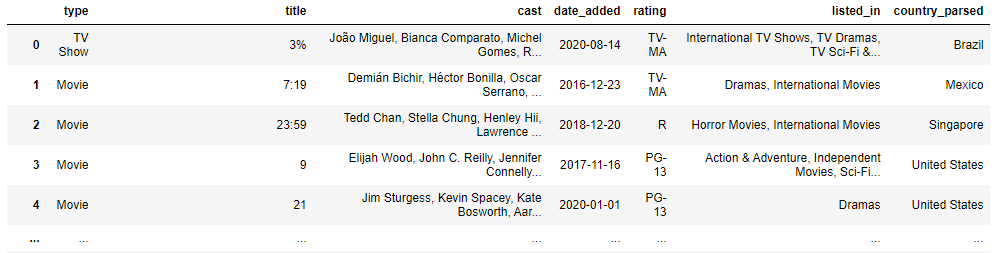 type title cast date_added rating listed_in country_parsed
0 TV Show 3% João Miguel, Bianca Comparato, Michel Gomes, R... 2020-08-14 TV-MA International TV Shows, TV Dramas, TV Sci-Fi &... Brazil
1 Movie 7:19 Demián Bichir, Héctor Bonilla, Oscar Serrano, ... 2016-12-23 TV-MA Dramas, International Movies Mexico
2 Movie 23:59 Tedd Chan, Stella Chung, Henley Hii, Lawrence ... 2018-12-20 R Horror Movies, International Movies Singapore
3 Movie 9 Elijah Wood, John C. Reilly, Jennifer Connelly... 2017-11-16 PG-13 Action & Adventure, Independent Movies, Sci-Fi... United States
4 Movie 21 Jim Sturgess, Kevin Spacey, Kate Bosworth, Aar... 2020-01-01 PG-13 Dramas United States
... ... ... ... ... ... ... ...